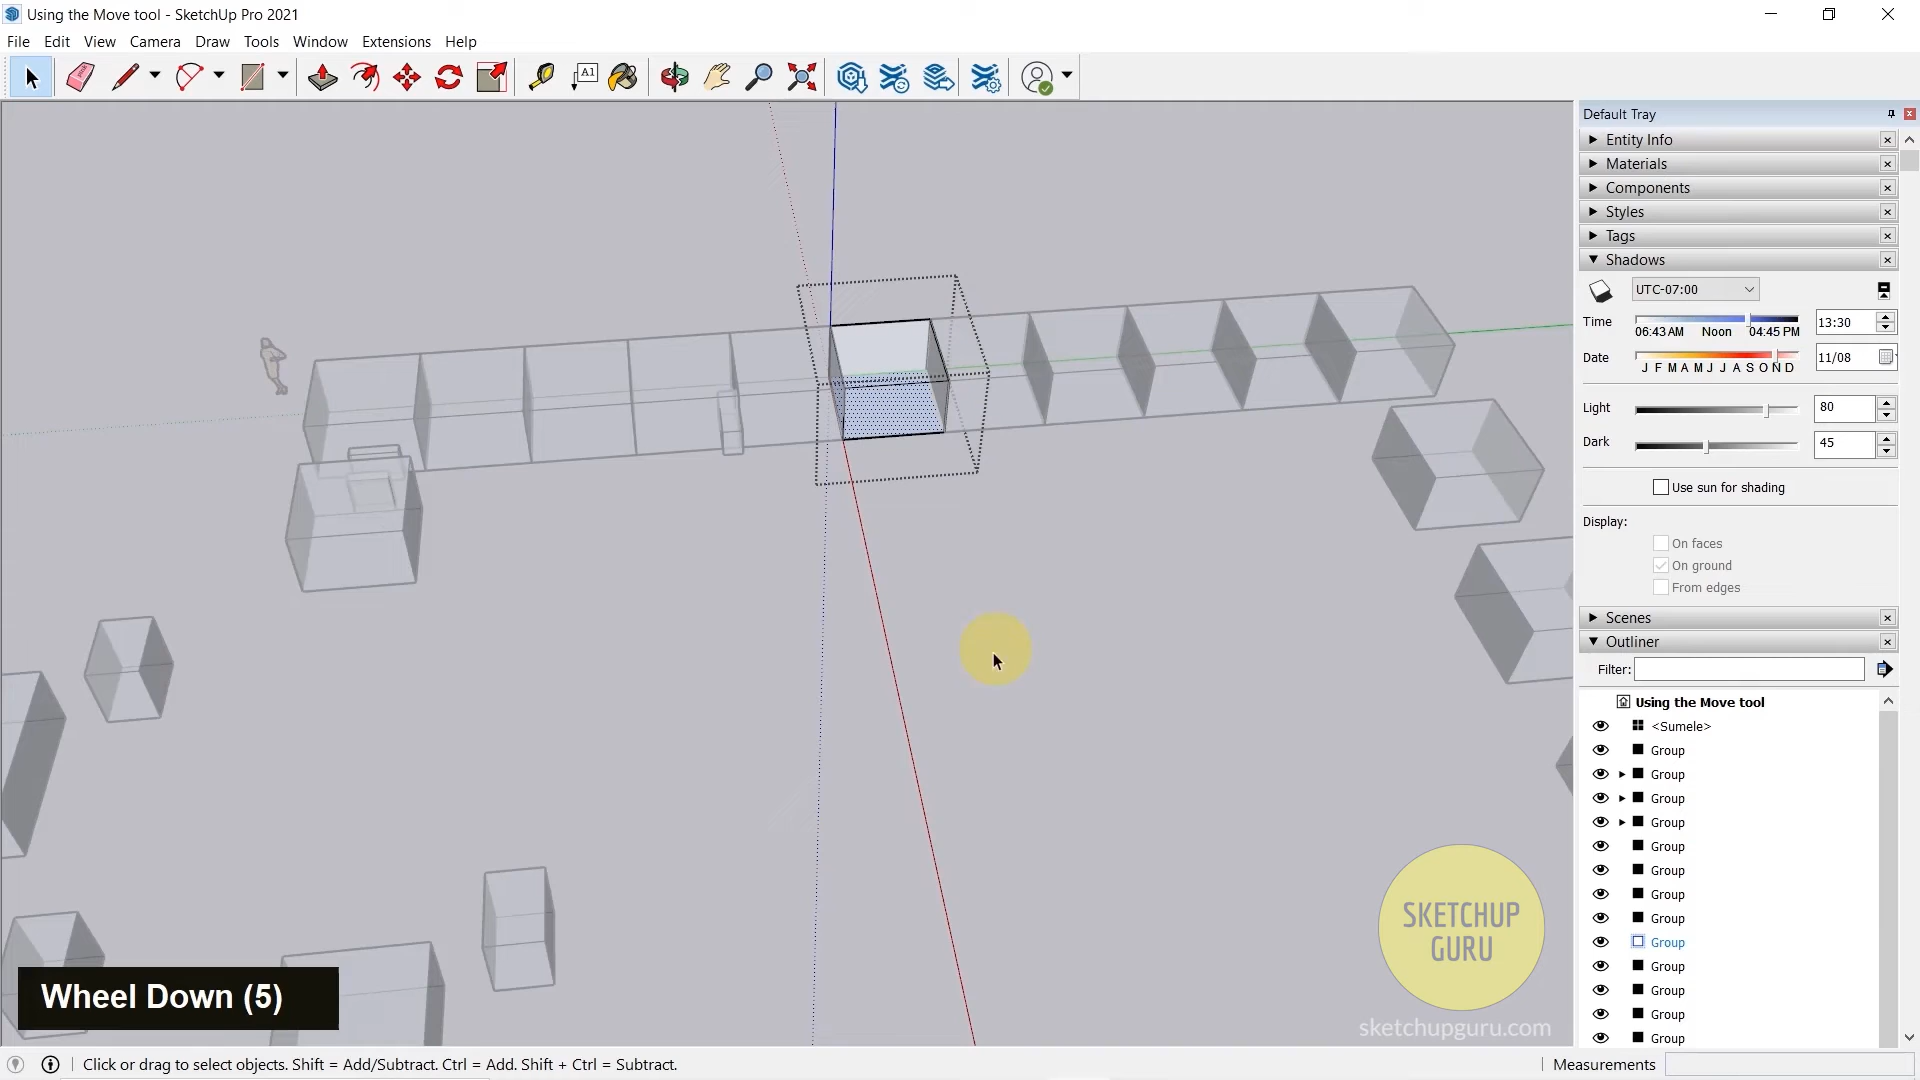 Using the Move tool - SketchUp Pro 2021
File Edit View Camera Draw Tools Window Extensions Help
A1
Default Tray
Entity Info
Materials
Components
Styles
Tags
Shadows
UTC-07:00
Time
06:43 AM Noon 04:45 PM
13:30
Date
J F M A M J J A S O N D
11/08
Light
80
Dark
45
Use sun for shading
Display:
On faces
On ground
From edges
Scenes
Outliner
Filter:
Using the Move tool
<Sumele>
Group
Group
Group
Group
Group
Group
Group
Group
Group
Group
Group
Group
Group
SKETCHUP
GURU
sketchupguru.com
Wheel Down (5)
Click or drag to select objects. Shift = Add/Subtract. Ctrl = Add. Shift + Ctrl = Subtract.
Measurements